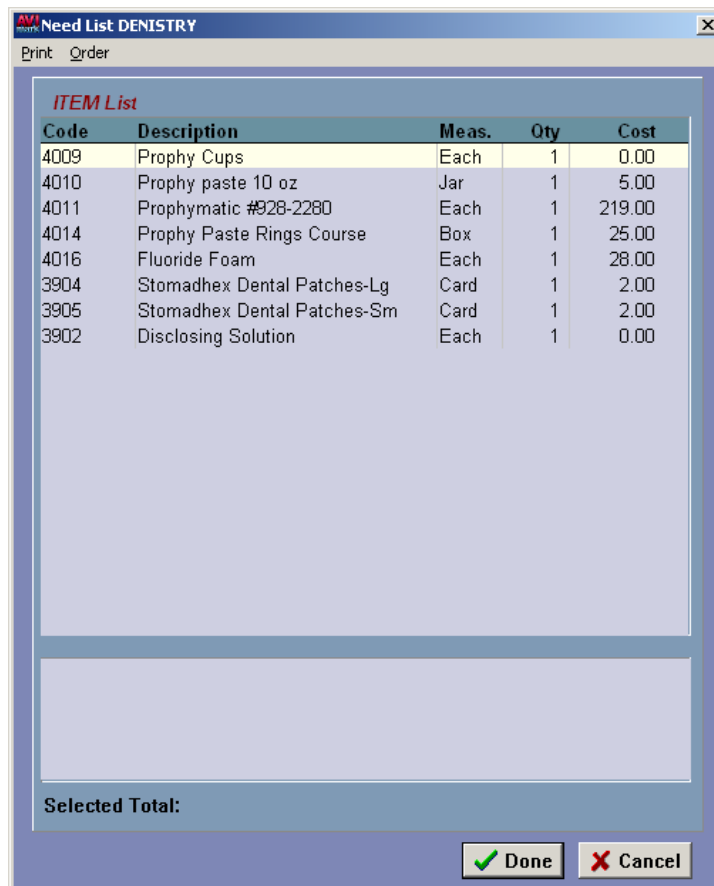 AVI mark Need List DENISTRY
Print Order
ITEM List
Code Description Meas. Qty Cost
4009 Prophy Cups Each 1 0.00
4010 Prophy paste 10 oz Jar 1 5.00
4011 Prophymatic #928-2280 Each 1 219.00
4014 Prophy Paste Rings Course Box 1 25.00
4016 Fluoride Foam Each 1 28.00
3904 Stomadhex Dental Patches-Lg Card 1 2.00
3905 Stomadhex Dental Patches-Sm Card 1 2.00
3902 Disclosing Solution Each 1 0.00
Selected Total:
Done Cancel